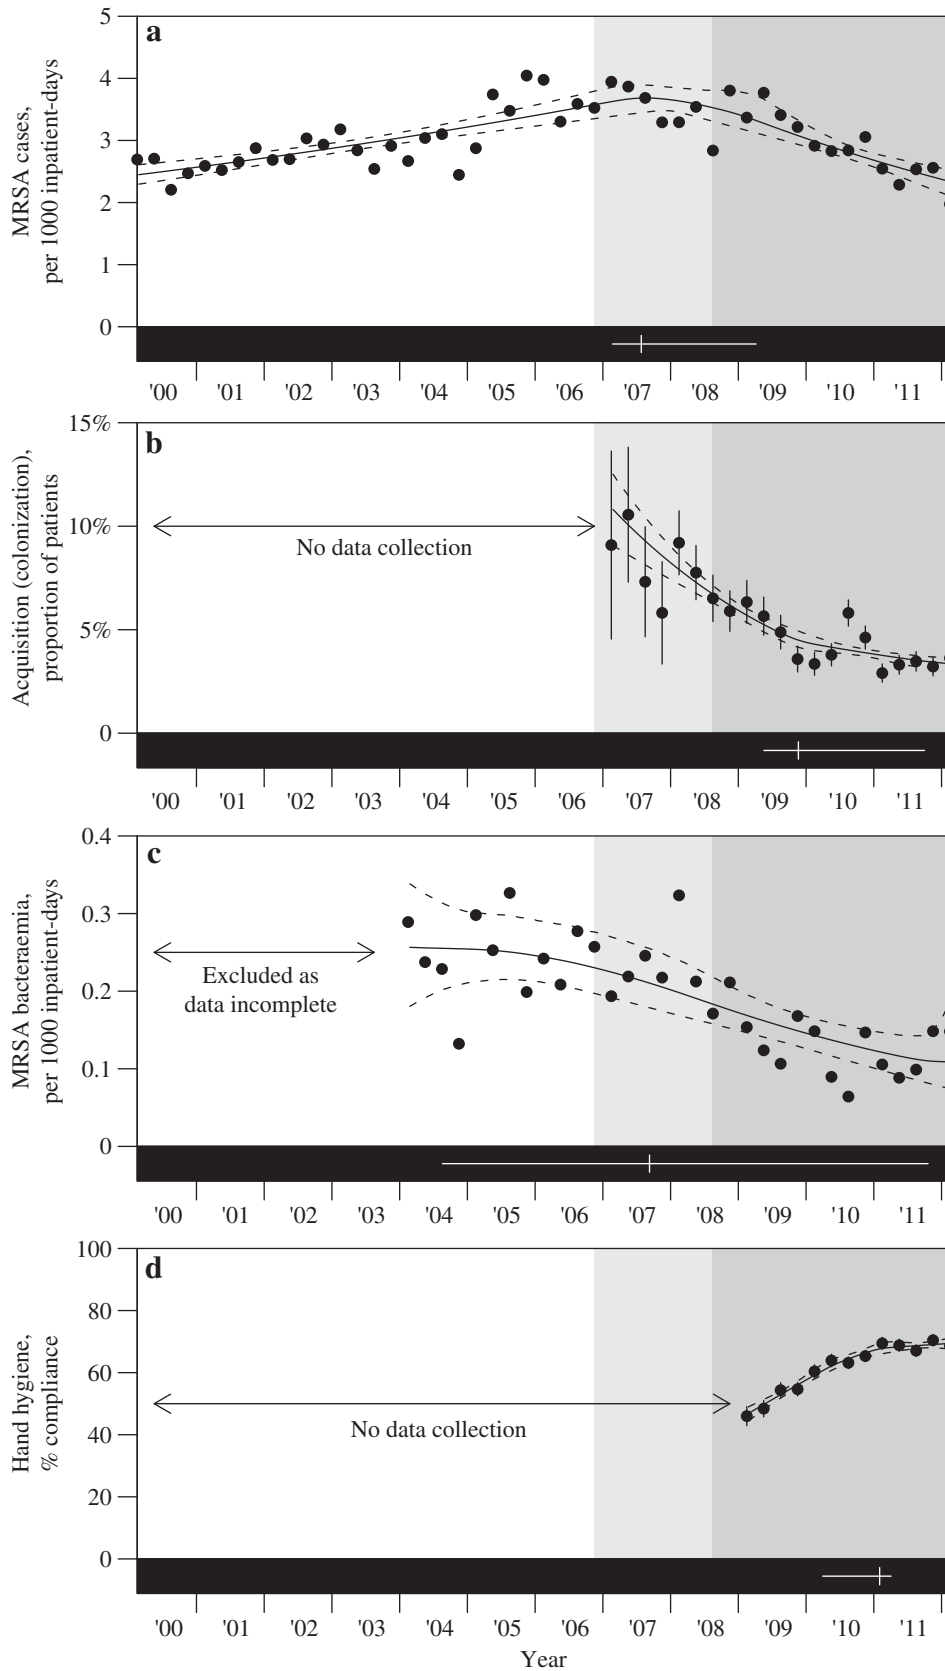 a
MRSA cases,
per 1000 inpatient-days
5
4
3
2
1
0
'00 '01 '02 '03 '04 '05 '06 '07 '08 '09 '10 '11
b
Acquisition (colonization),
proportion of patients
15%
10%
5%
0
No data collection
'00 '01 '02 '03 '04 '05 '06 '07 '08 '09 '10 '11
c
MRSA bacteraemia,
per 1000 inpatient-days
0.4
0.3
0.2
0.1
0
Excluded as
data incomplete
'00 '01 '02 '03 '04 '05 '06 '07 '08 '09 '10 '11
d
Hand hygiene,
% compliance
100
80
60
40
20
0
No data collection
'00 '01 '02 '03 '04 '05 '06 '07 '08 '09 '10 '11
Year